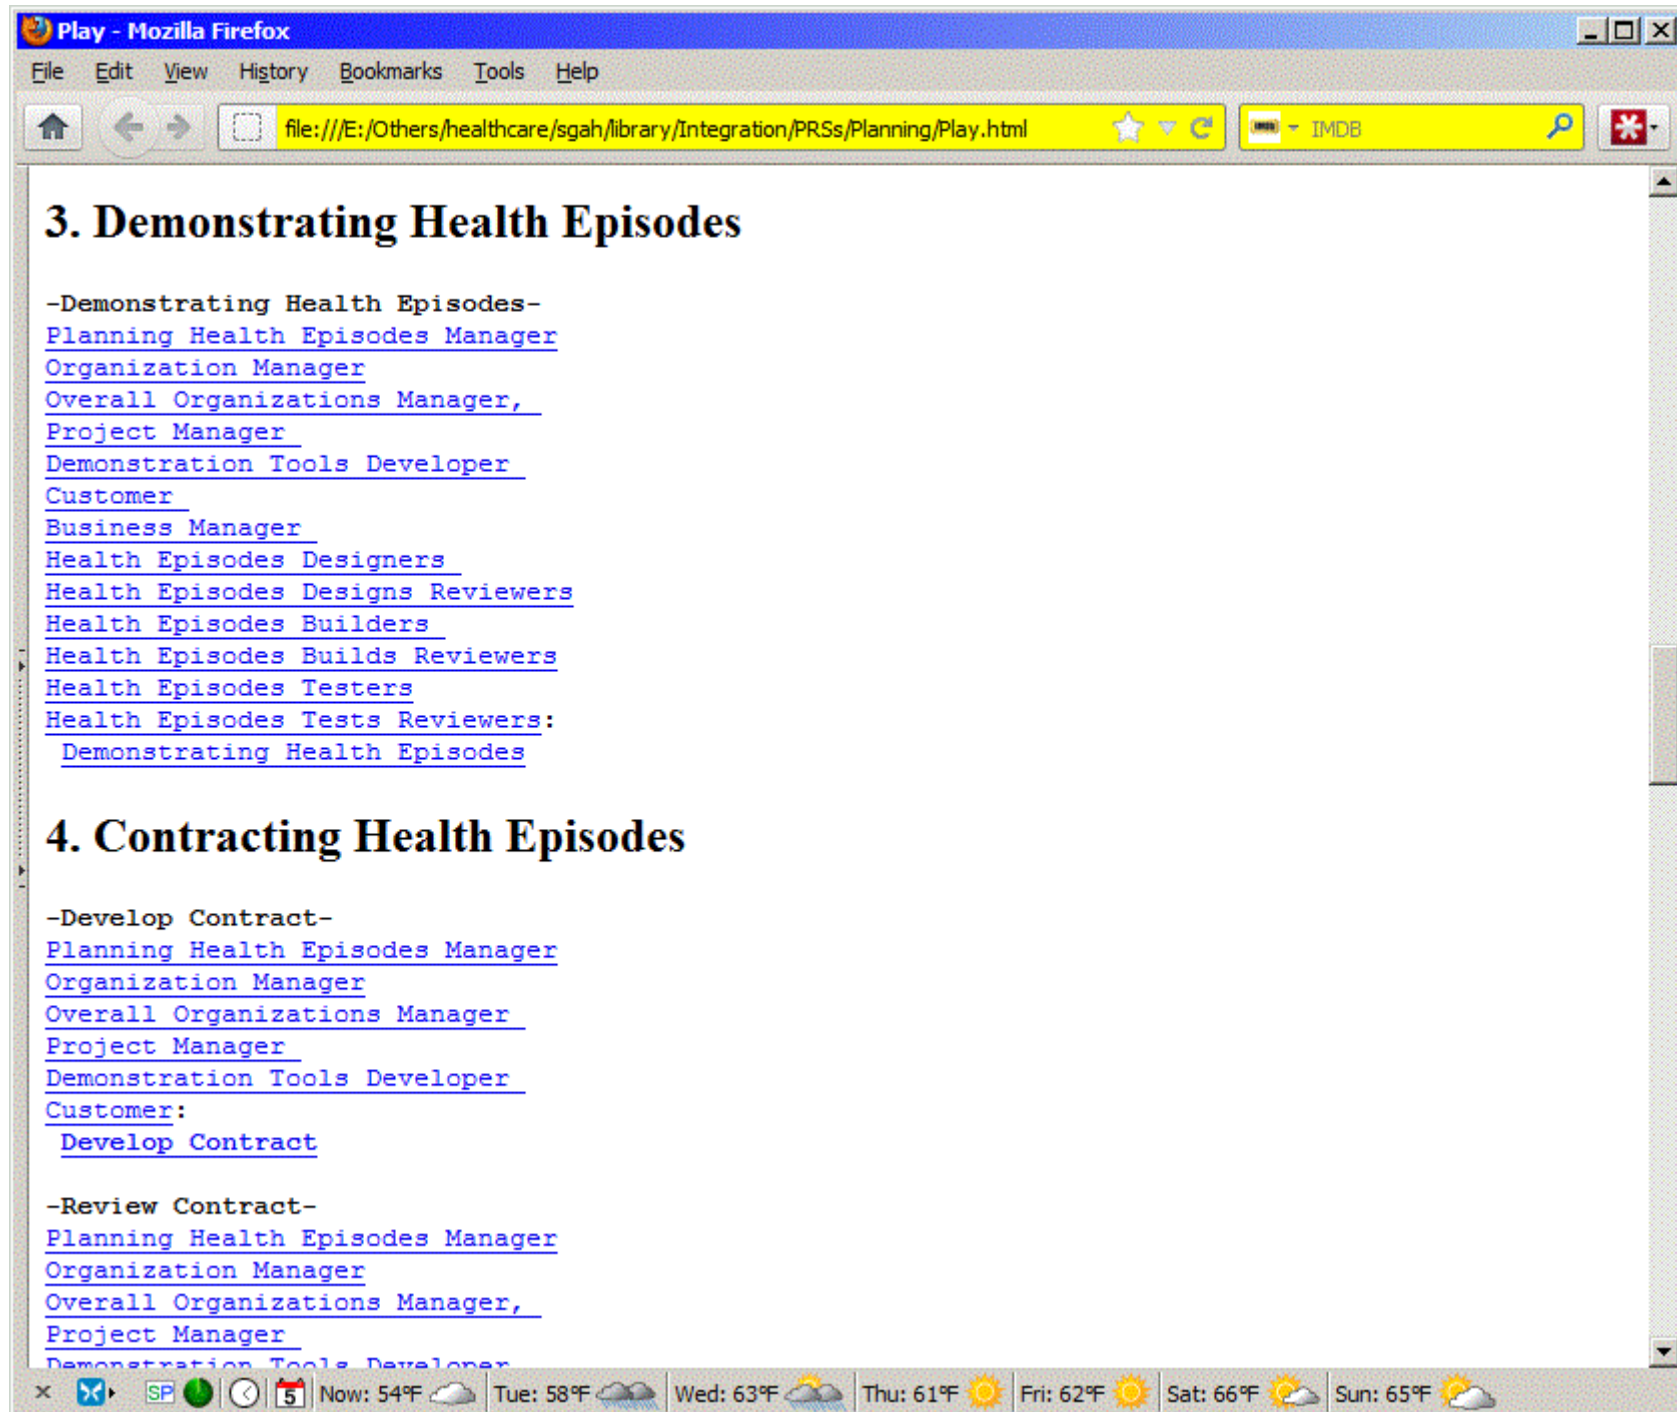 Play - Mozilla Firefox
File Edit View History Bookmarks Tools Help
file:///E:/Others/healthcare/sgah/library/Integration/PRSs/Planning/Play.html IMDB
3. Demonstrating Health Episodes
-Demonstrating Health Episodes-
Planning Health Episodes Manager
Organization Manager
Overall Organizations Manager,
Project Manager
Demonstration Tools Developer
Customer
Business Manager
Health Episodes Designers
Health Episodes Designs Reviewers
Health Episodes Builders
Health Episodes Builds Reviewers
Health Episodes Testers
Health Episodes Tests Reviewers:
Demonstrating Health Episodes
4. Contracting Health Episodes
-Develop Contract-
Planning Health Episodes Manager
Organization Manager
Overall Organizations Manager
Project Manager
Demonstration Tools Developer
Customer:
Develop Contract
-Review Contract-
Planning Health Episodes Manager
Organization Manager
Overall Organizations Manager,
Project Manager
Demonstration Tools Developer
SP 5 Now: 54°F Tue: 58°F Wed: 63°F Thu: 61°F Fri: 62°F Sat: 66°F Sun: 65°F